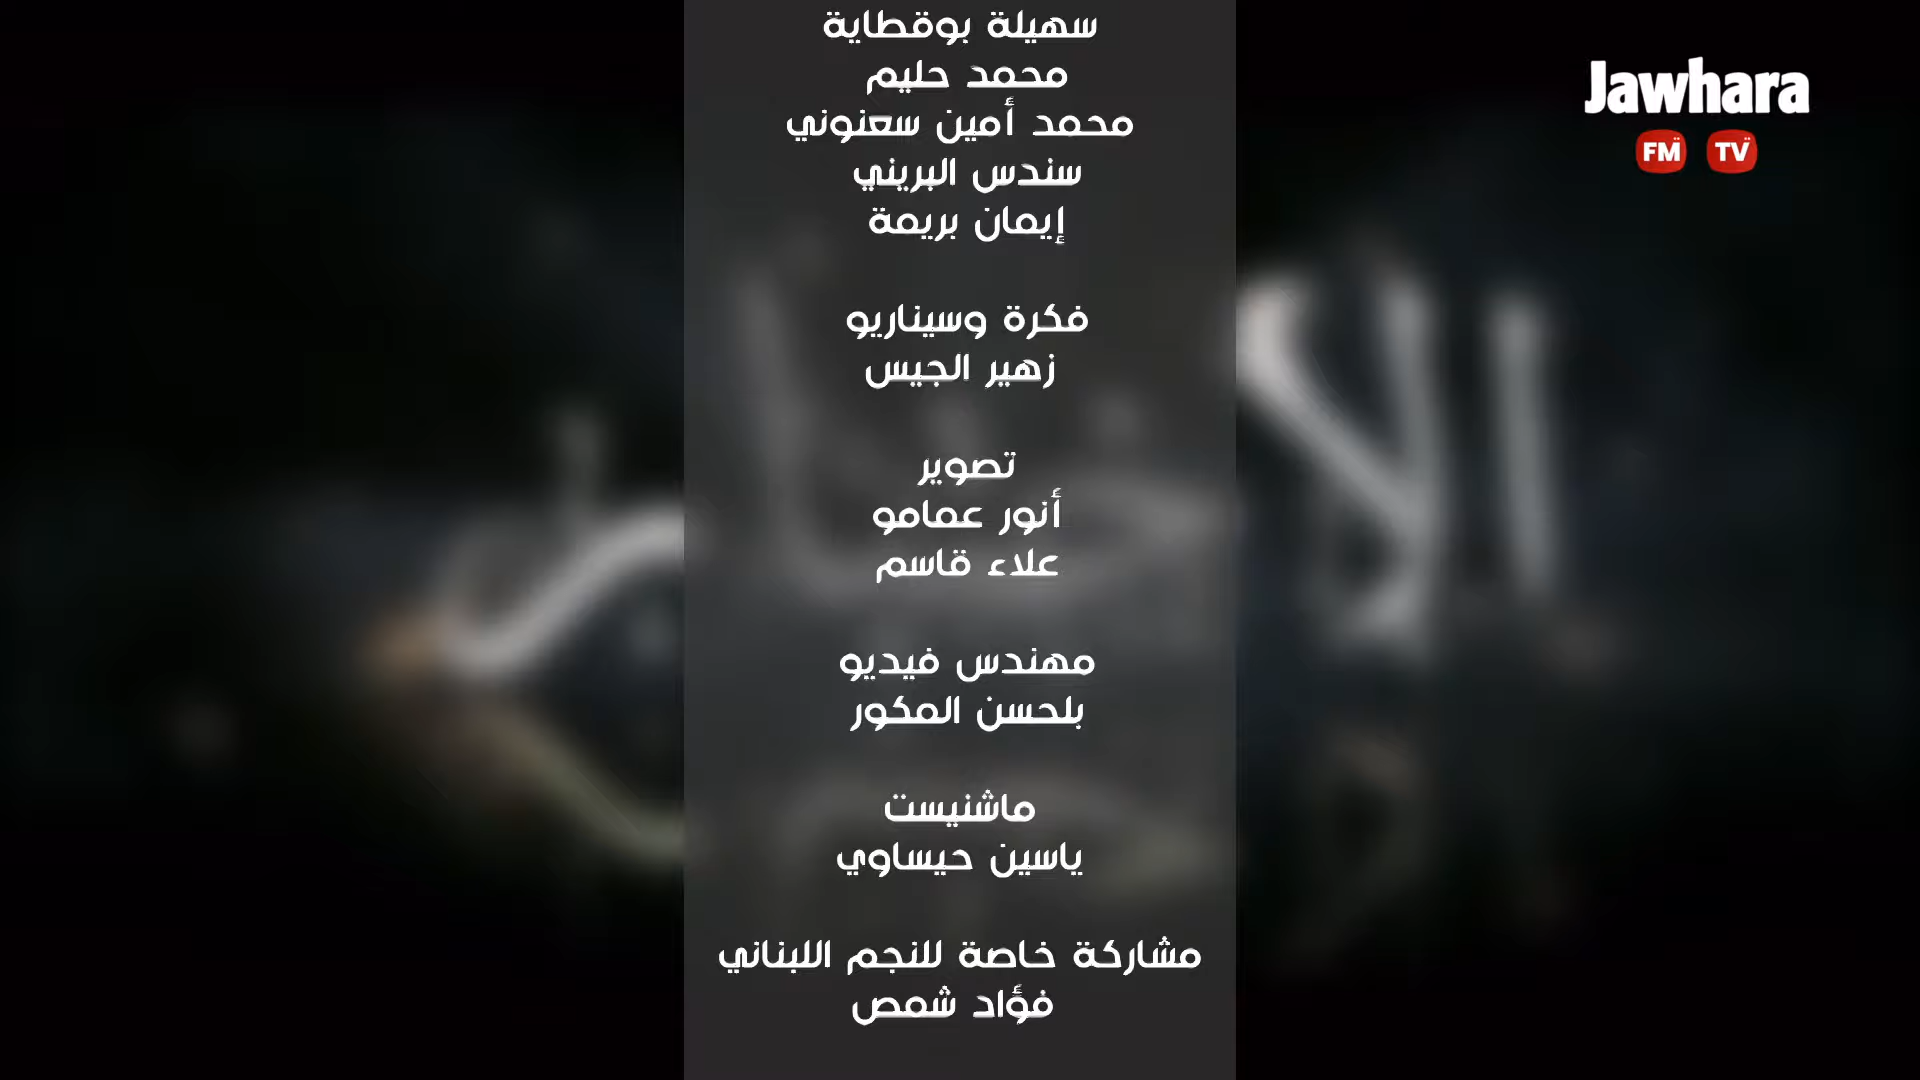 سهيلة بوقطاية
محمد حليم
محمد أمين سعنوني
سندس البريني
إيمان بريمة
فكرة وسيناريو
زهير الجيس
تصوير
أنور عمامو
علاء قاسم
مهندس فيديو
بلحسن المكور
ماشنيست
ياسين حيساوي
مشاركة خاصة للنجم اللبناني
فؤاد شمص
Jawhara
FM TV